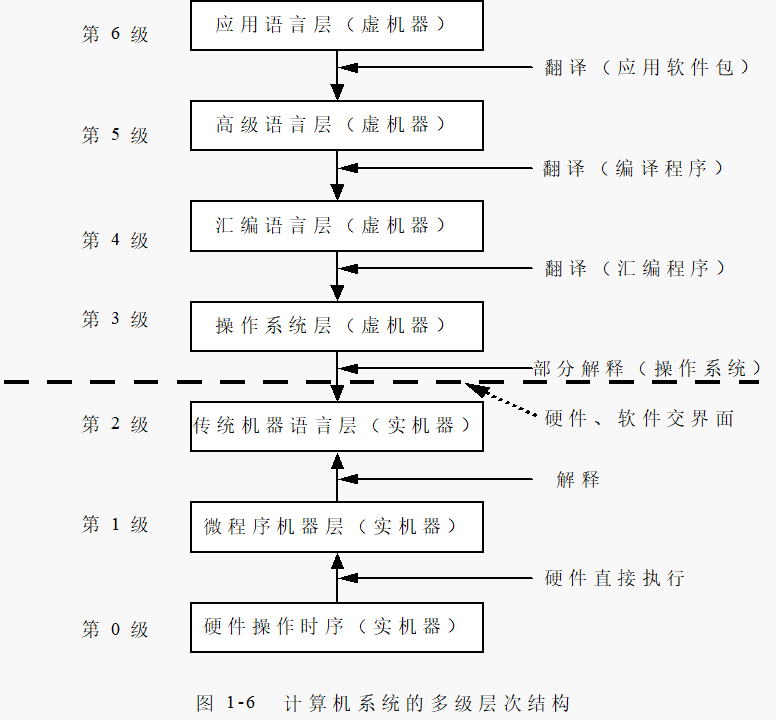 第 6 级
应用语言层（虚机器）
翻译（应用软件包）
第 5 级
高级语言层（虚机器）
翻译（编译程序）
第 4 级
汇编语言层（虚机器）
翻译（汇编程序）
第 3 级
操作系统层（虚机器）
部分解释（操作系统）
硬件、软件交界面
第 2 级
传统机器语言层（实机器）
解释
第 1 级
微程序机器层（实机器）
硬件直接执行
第 0 级
硬件操作时序（实机器）
图 1-6 计算机系统的多级层次结构